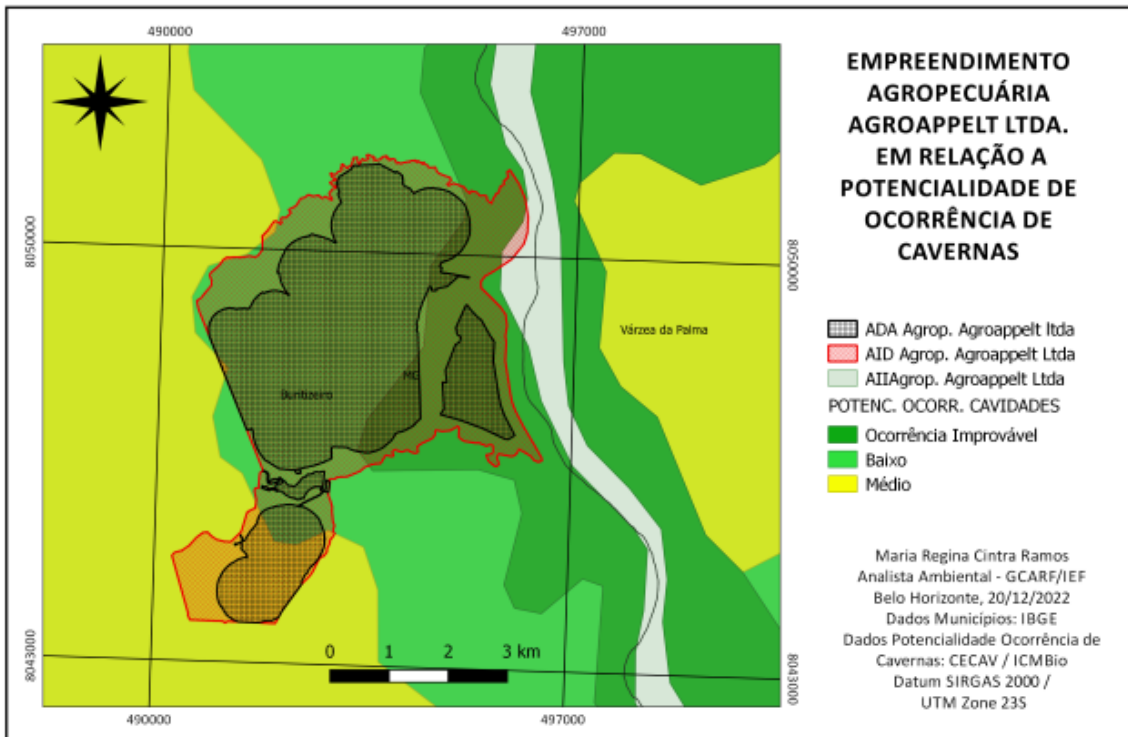 490000
497000
8050000
8050000
8043000
8043000
490000
497000
Várzea da Palma
MG
Buritizeiro
0 1 2 3 km
EMPREENDIMENTO
AGROPECUÁRIA
AGROAPPELT LTDA.
EM RELAÇÃO A
POTENCIALIDADE DE
OCORRÊNCIA DE
CAVERNAS
ADA Agrop. Agroappelt ltda
AID Agrop. Agroappelt Ltda
AIIAgrop. Agroappelt Ltda
POTENC. OCORR. CAVIDADES
Ocorrência Improvável
Baixo
Médio
Maria Regina Cintra Ramos
Analista Ambiental - GCARF/IEF
Belo Horizonte, 20/12/2022
Dados Municípios: IBGE
Dados Potencialidade Ocorrência de
Cavernas: CECAV / ICMBio
Datum SIRGAS 2000 /
UTM Zone 23S